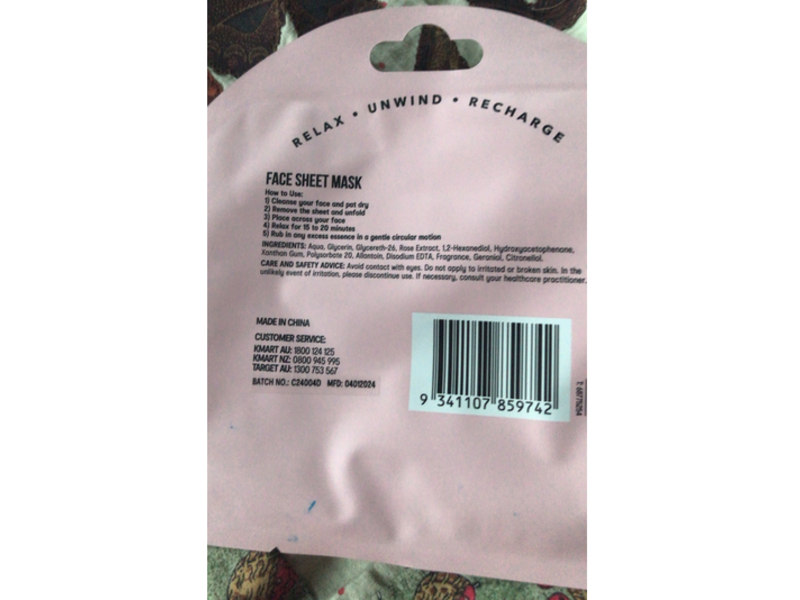 RELAX • UNWIND • RECHARGE
FACE SHEET MASK
How to Use:
1) Cleanse your face and pat dry
2) Remove the sheet and unfold
3) Place across your face
4) Relax for 15 to 20 minutes
5) Rub in any excess essence in a gentle circular motion
INGREDIENTS: Aqua, Glycerin, Glycereth-26, Rose Extract, 1,2-Hexanediol, Hydroxyacetophenone,
Xanthan Gum, Polysorbate 20, Allantoin, Disodium EDTA, Fragrance, Geraniol, Citronellol.
CARE AND SAFETY ADVICE: Avoid contact with eyes. Do not apply to irritated or broken skin. In the
unlikely event of irritation, please discontinue use. If necessary, consult your healthcare practitioner.
MADE IN CHINA
CUSTOMER SERVICE:
KMART AU: 1800 124 125
KMART NZ: 0800 945 995
TARGET AU: 1300 753 567
BATCH NO.: C24004D MFD: 04012024
9 341107 859742